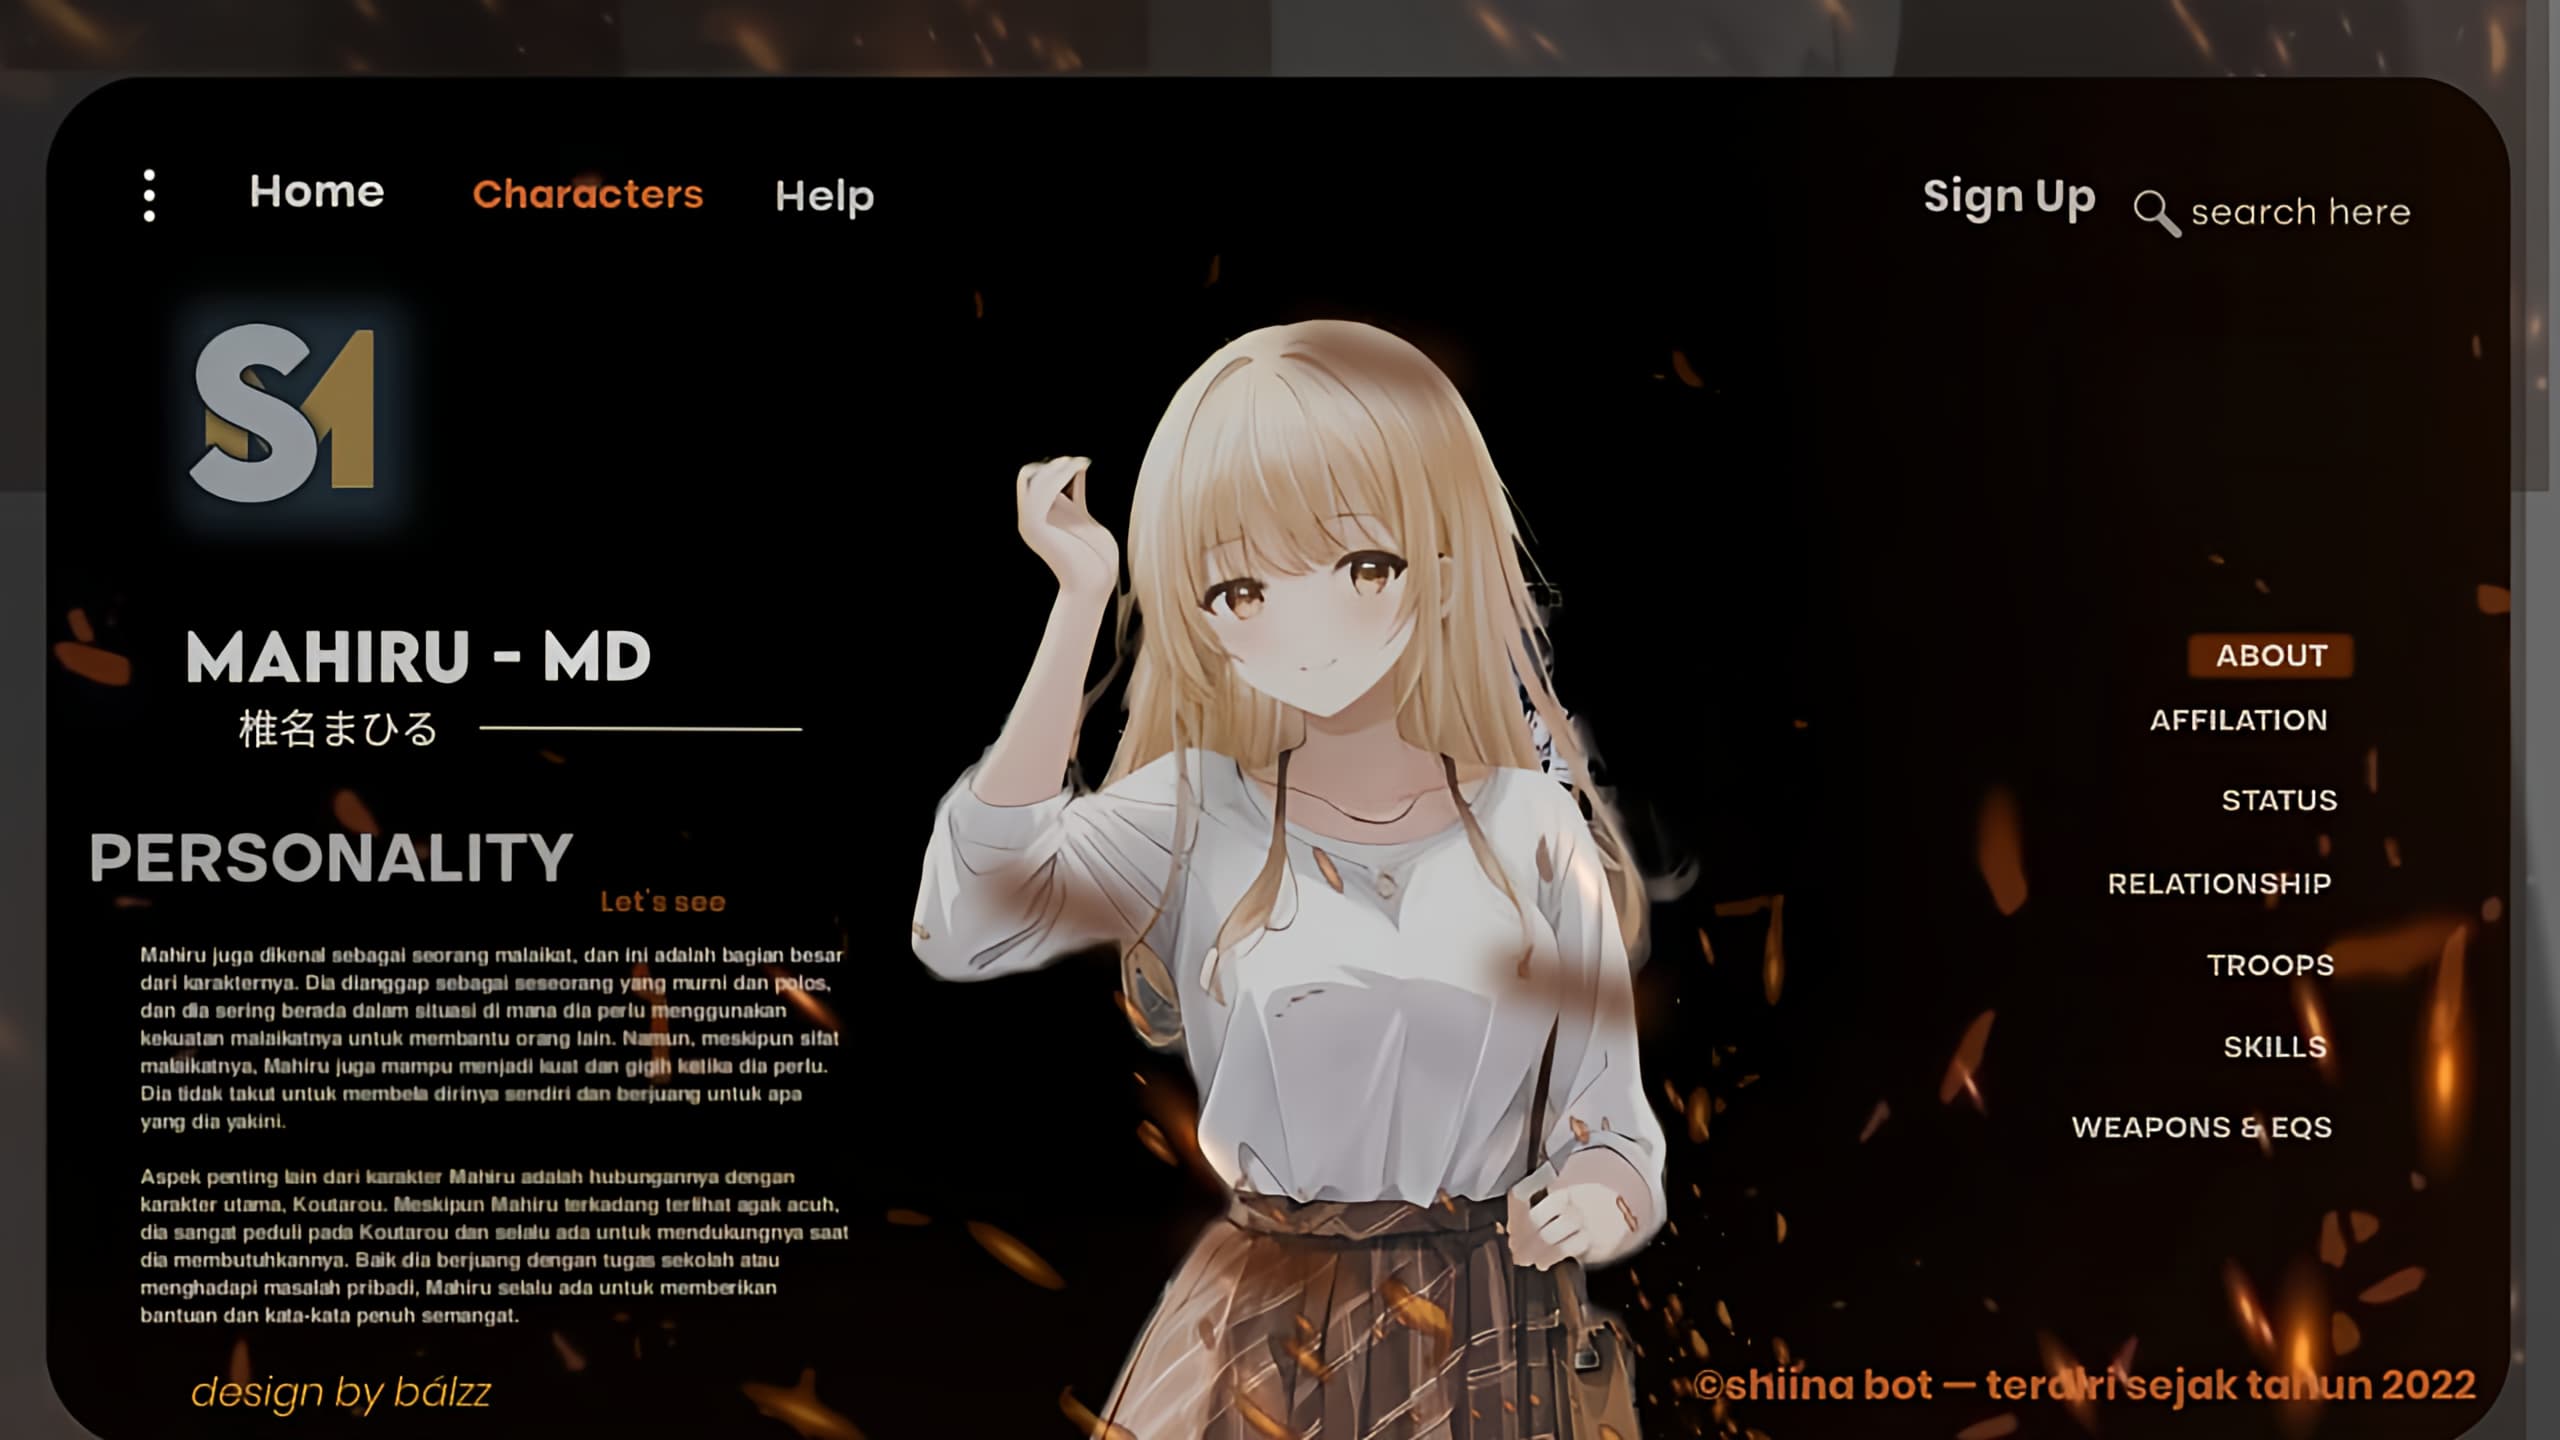 Home Characters Help Sign Up search here
SM
MAHIRU - MD
椎名まひる
PERSONALITY
Let's see
Mahiru juga dikenal sebagai seorang malaikat, dan ini adalah bagian besar
dari karakternya. Dia dianggap sebagai seseorang yang murni dan polos,
dan dia sering berada dalam situasi di mana dia perlu menggunakan
kekuatan malaikatnya untuk membantu orang lain. Namun, meskipun sifat
malaikatnya, Mahiru juga mampu menjadi kuat dan gigih ketika dia perlu.
Dia tidak takut untuk membela dirinya sendiri dan berjuang untuk apa
yang dia yakini.
Aspek penting lain dari karakter Mahiru adalah hubungannya dengan
karakter utama, Koutarou. Meskipun Mahiru terkadang terlihat agak acuh,
dia sangat peduli pada Koutarou dan selalu ada untuk mendukungnya saat
dia membutuhkannya. Baik dia berjuang dengan tugas sekolah atau
menghadapi masalah pribadi, Mahiru selalu ada untuk memberikan
bantuan dan kata-kata penuh semangat.
design by bálzz
ABOUT
AFFILATION
STATUS
RELATIONSHIP
TROOPS
SKILLS
WEAPONS & EQS
©shiina bot — terdiri sejak tahun 2022